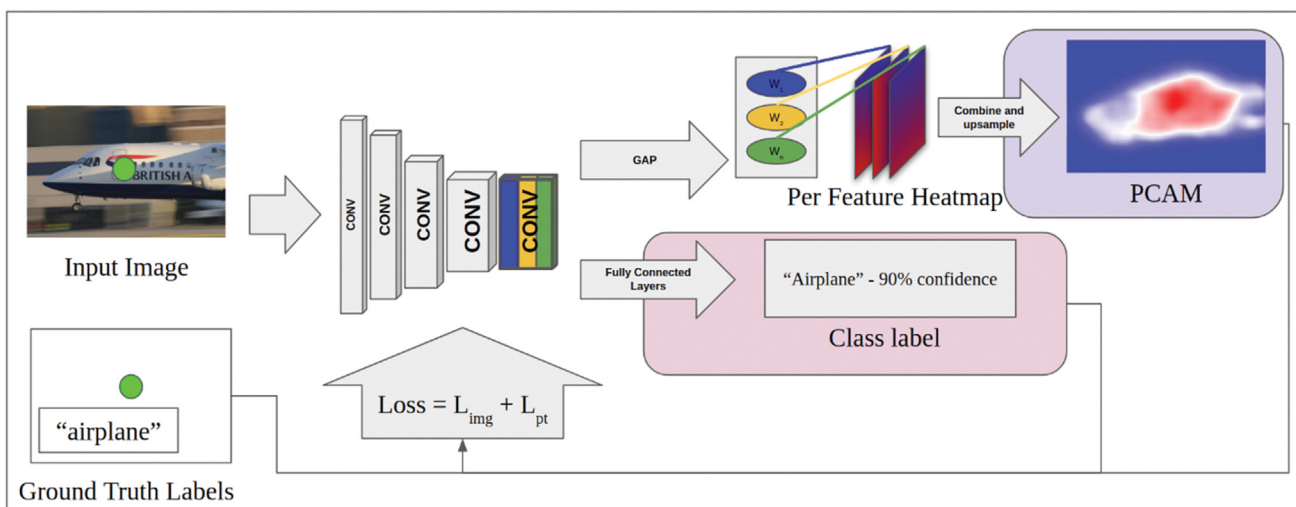 BRITISH A
Input Image
CONV
CONV
CONV
CONV
CONV
GAP
W1
W2
Wn
Per Feature Heatmap
Combine and
upsample
PCAM
Fully Connected
Layers
“Airplane” - 90% confidence
Class label
“airplane”
Ground Truth Labels
Loss = Limg + Lpt